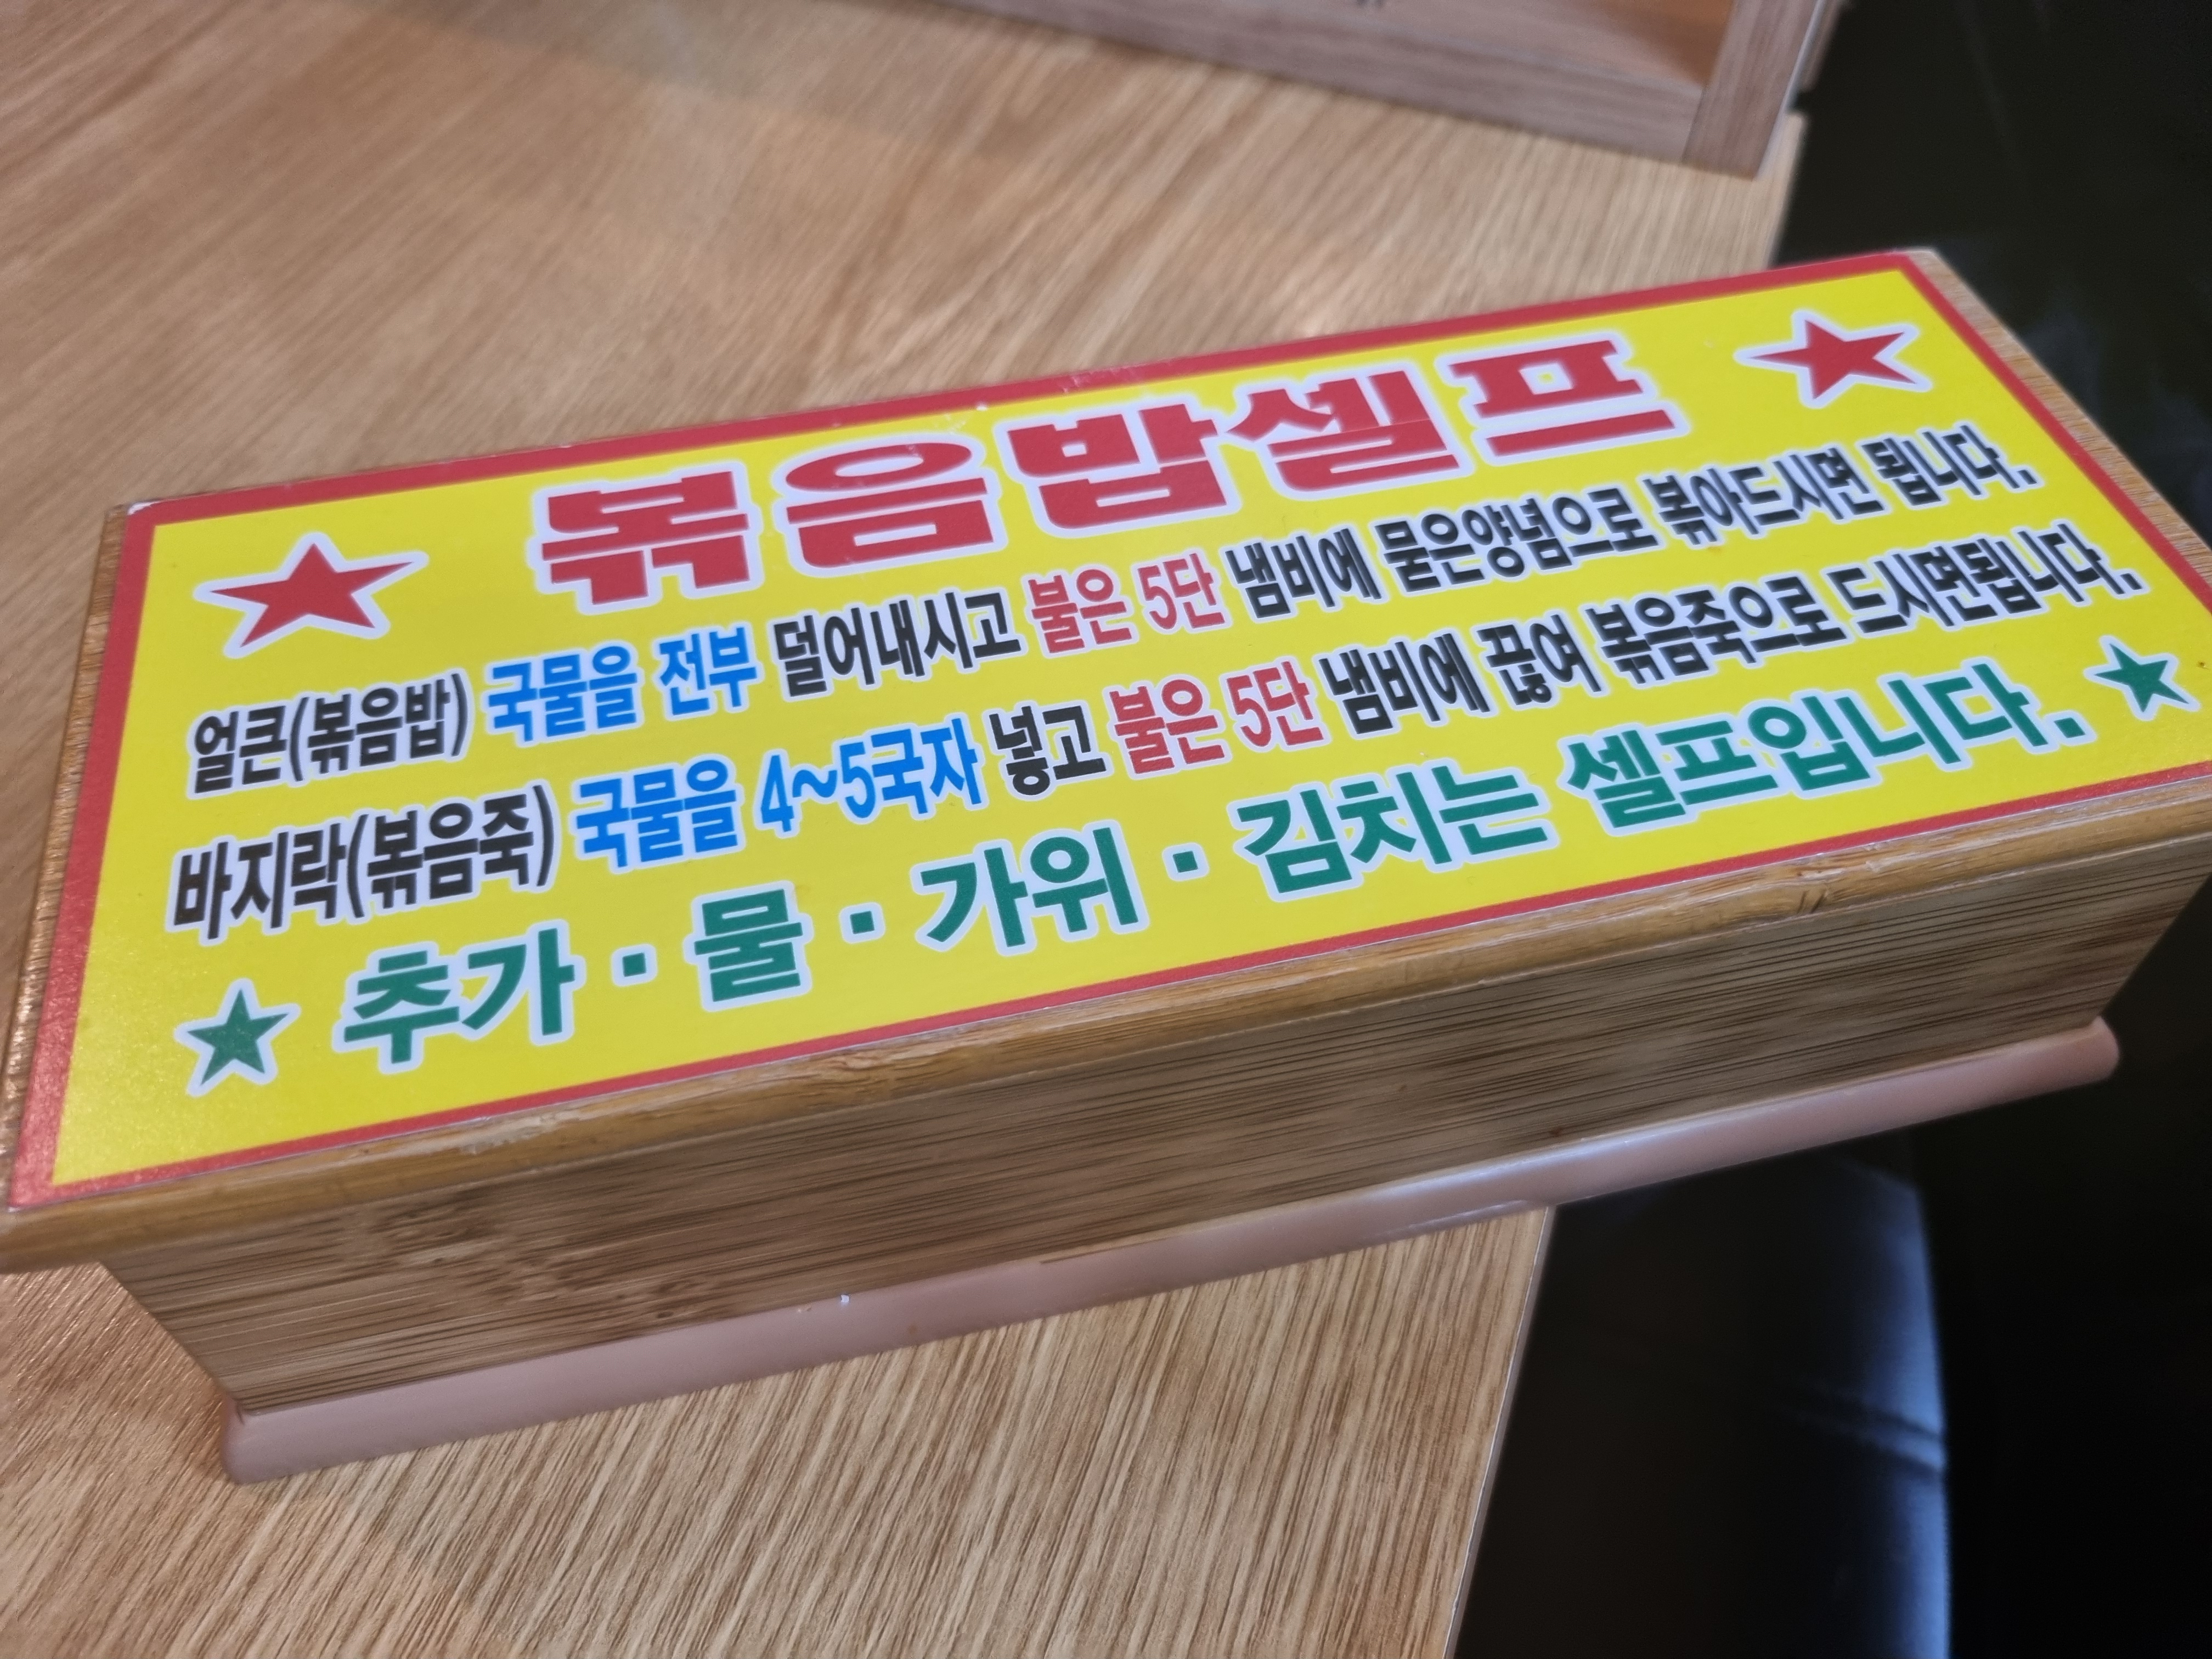 ★ 볶음밥셀프 ★
얼큰(볶음밥) 국물을 전부 덜어내시고 불은 5단 냄비에 묻은양념으로 볶아드시면 됩니다.,
바지락(볶음죽) 국물을 4~5국자 넣고 불은 5단 냄비에 끓여 볶음죽으로 드시면됩니다.,
★ 추가 · 물 · 가위 · 김치는 셀프입니다., ★